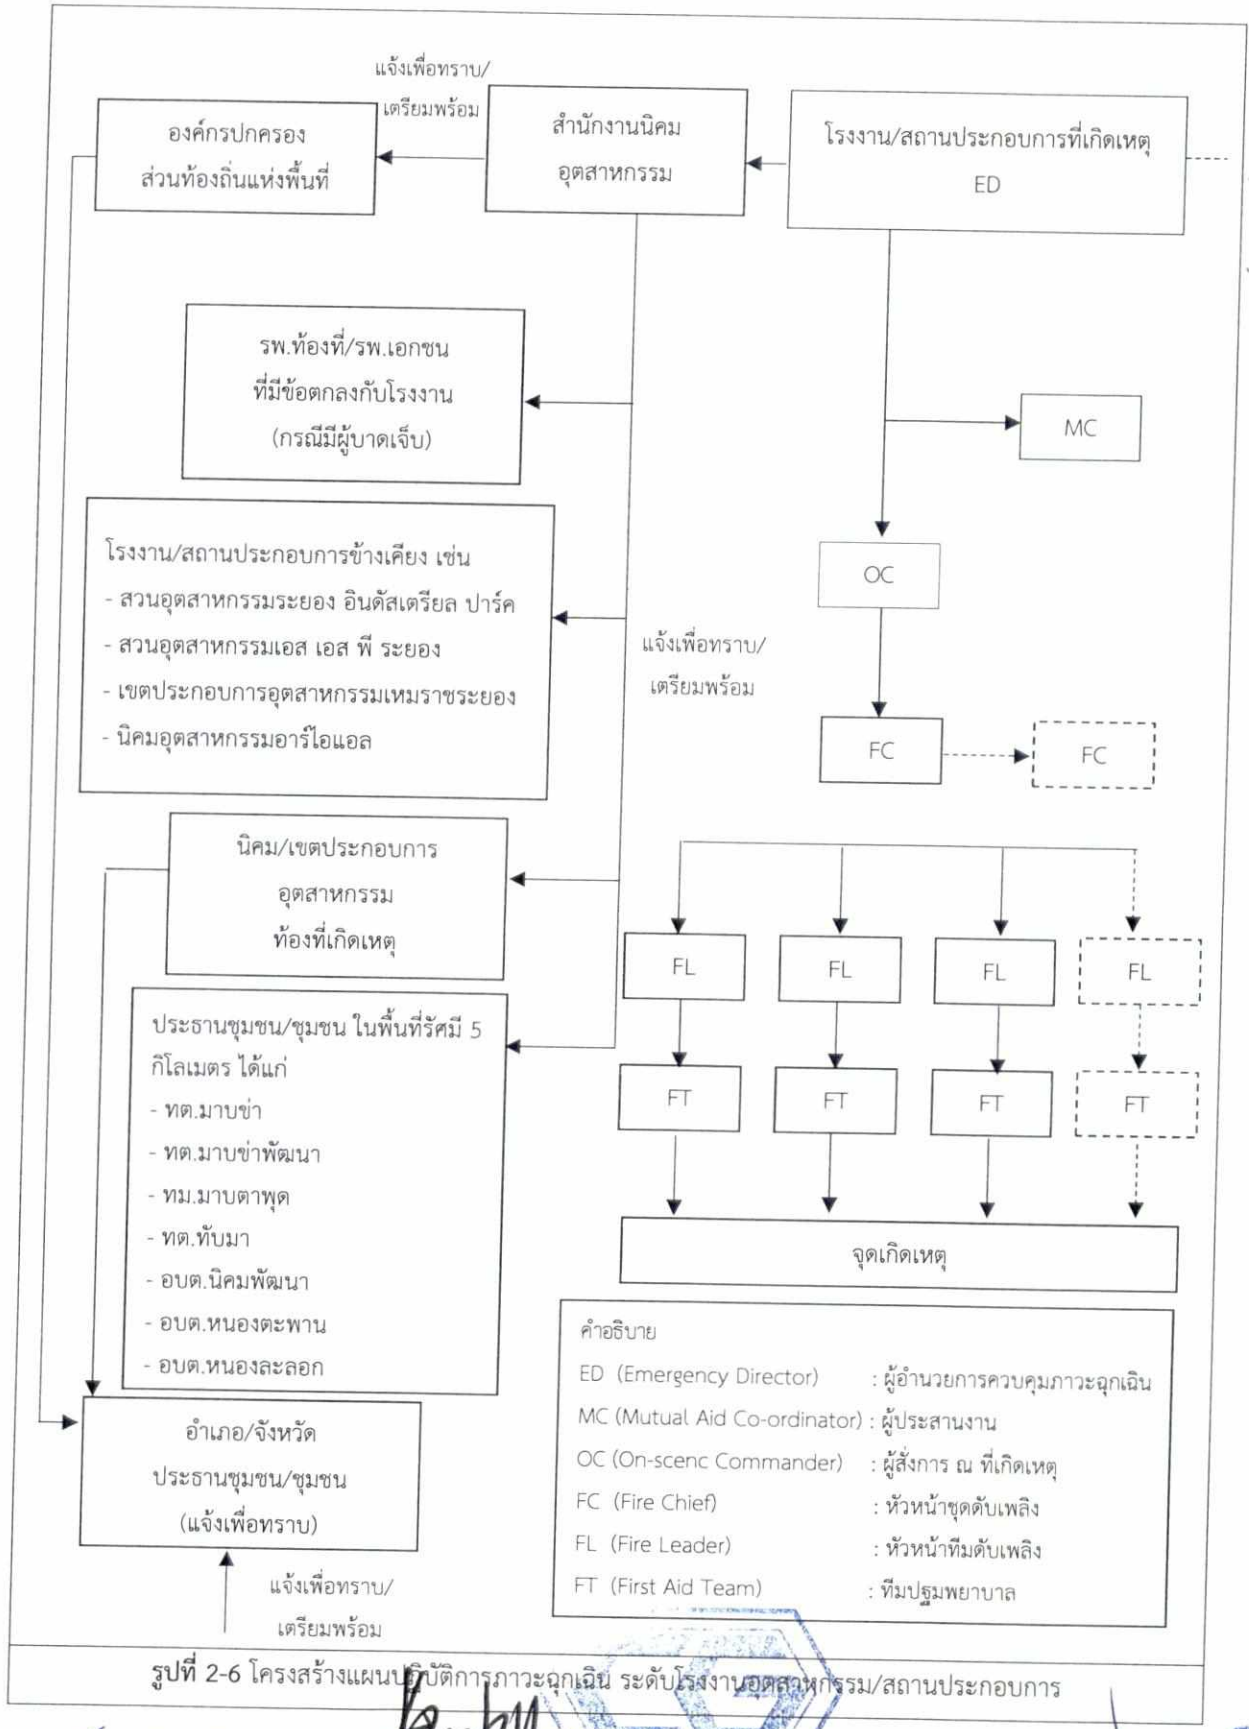 แจ้งเพื่อทราบ/
เตรียมพร้อม
องค์กรปกครอง
ส่วนท้องถิ่นแห่งพื้นที่
สำนักงานนิคม
อุตสาหกรรม
โรงงาน/สถานประกอบการที่เกิดเหตุ
ED
รพ.ท้องที่/รพ.เอกชน
ที่มีข้อตกลงกับโรงงาน
(กรณีมีผู้บาดเจ็บ)
MC
OC
โรงงาน/สถานประกอบการข้างเคียง เช่น
- สวนอุตสาหกรรมระยอง อินดัสเตรียล ปาร์ค
- สวนอุตสาหกรรมเอส เอส พี ระยอง
- เขตประกอบการอุตสาหกรรมเหมราชระยอง
- นิคมอุตสาหกรรมอาร์ไอแอล
แจ้งเพื่อทราบ/
เตรียมพร้อม
FC
FC
นิคม/เขตประกอบการ
อุตสาหกรรม
ท้องที่เกิดเหตุ
FL
FL
FL
FL
FT
FT
FT
FT
จุดเกิดเหตุ
ประธานชุมชน/ชุมชน ในพื้นที่รัศมี 5
กิโลเมตร ได้แก่
- ทต.มาบข่า
- ทต.มาบข่าพัฒนา
- ทม.มาบตาพุด
- ทต.ทับมา
- อบต.นิคมพัฒนา
- อบต.หนองตะพาน
- อบต.หนองละลอก
อำเภอ/จังหวัด
ประธานชุมชน/ชุมชน
(แจ้งเพื่อทราบ)
แจ้งเพื่อทราบ/
เตรียมพร้อม
คำอธิบาย
ED (Emergency Director) : ผู้อำนวยการควบคุมภาวะฉุกเฉิน
MC (Mutual Aid Co-ordinator) : ผู้ประสานงาน
OC (On-scenc Commander) : ผู้สั่งการ ณ ที่เกิดเหตุ
FC (Fire Chief) : หัวหน้าชุดดับเพลิง
FL (Fire Leader) : หัวหน้าทีมดับเพลิง
FT (First Aid Team) : ทีมปฐมพยาบาล
รูปที่ 2-6 โครงสร้างแผนปฏิบัติการภาวะฉุกเฉิน ระดับโรงงานอุตสาหกรรม/สถานประกอบการ